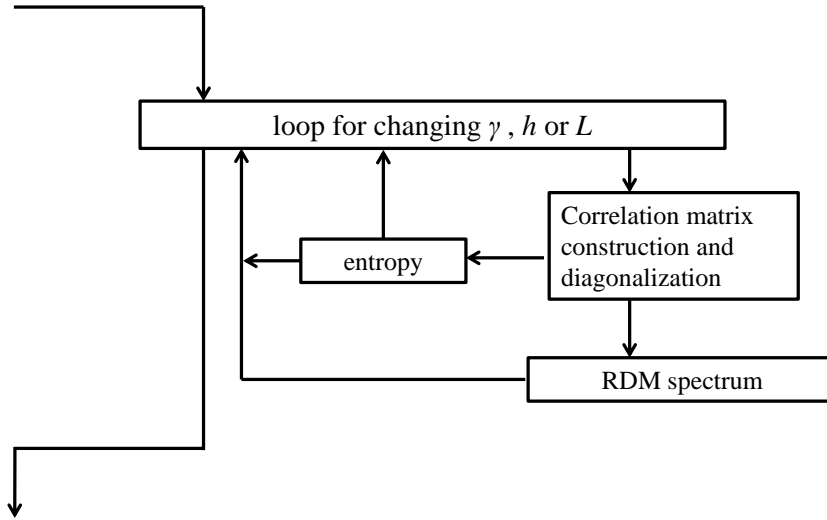 loop for changing γ , h or L
Correlation matrix
construction and
diagonalization
entropy
RDM spectrum